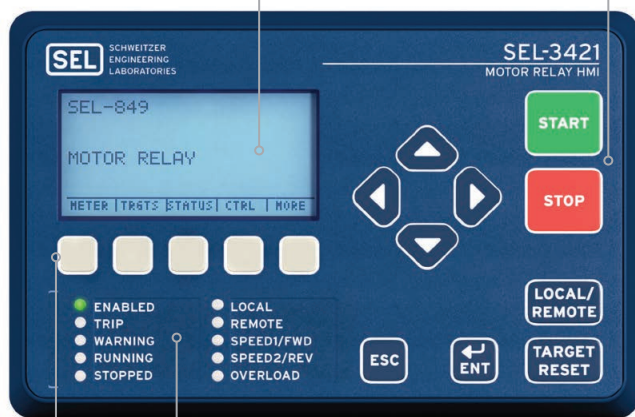 SEL
SCHWEITZER
ENGINEERING
LABORATORIES
SEL-3421
MOTOR RELAY HMI
SEL-849
MOTOR RELAY
METER | TRGTS | STATUS | CTRL | MORE
START
STOP
ENABLED
TRIP
WARNING
RUNNING
STOPPED
LOCAL
REMOTE
SPEED1/FWD
SPEED2/REV
OVERLOAD
ESC
ENT
LOCAL/
REMOTE
TARGET
RESET